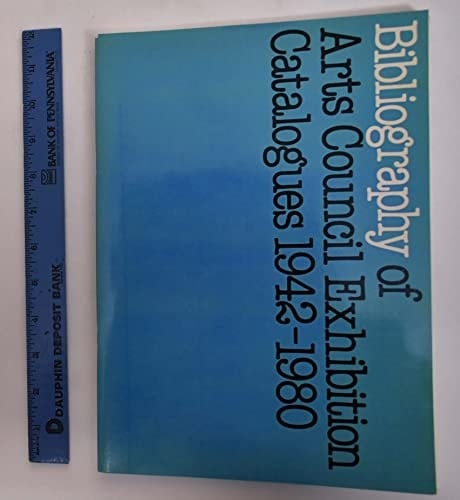 Bibliography of
Arts Council Exhibition
Catalogues 1942-1980
BANK OF PENNSYLVANIA
D DAUPHIN DEPOSIT BANK